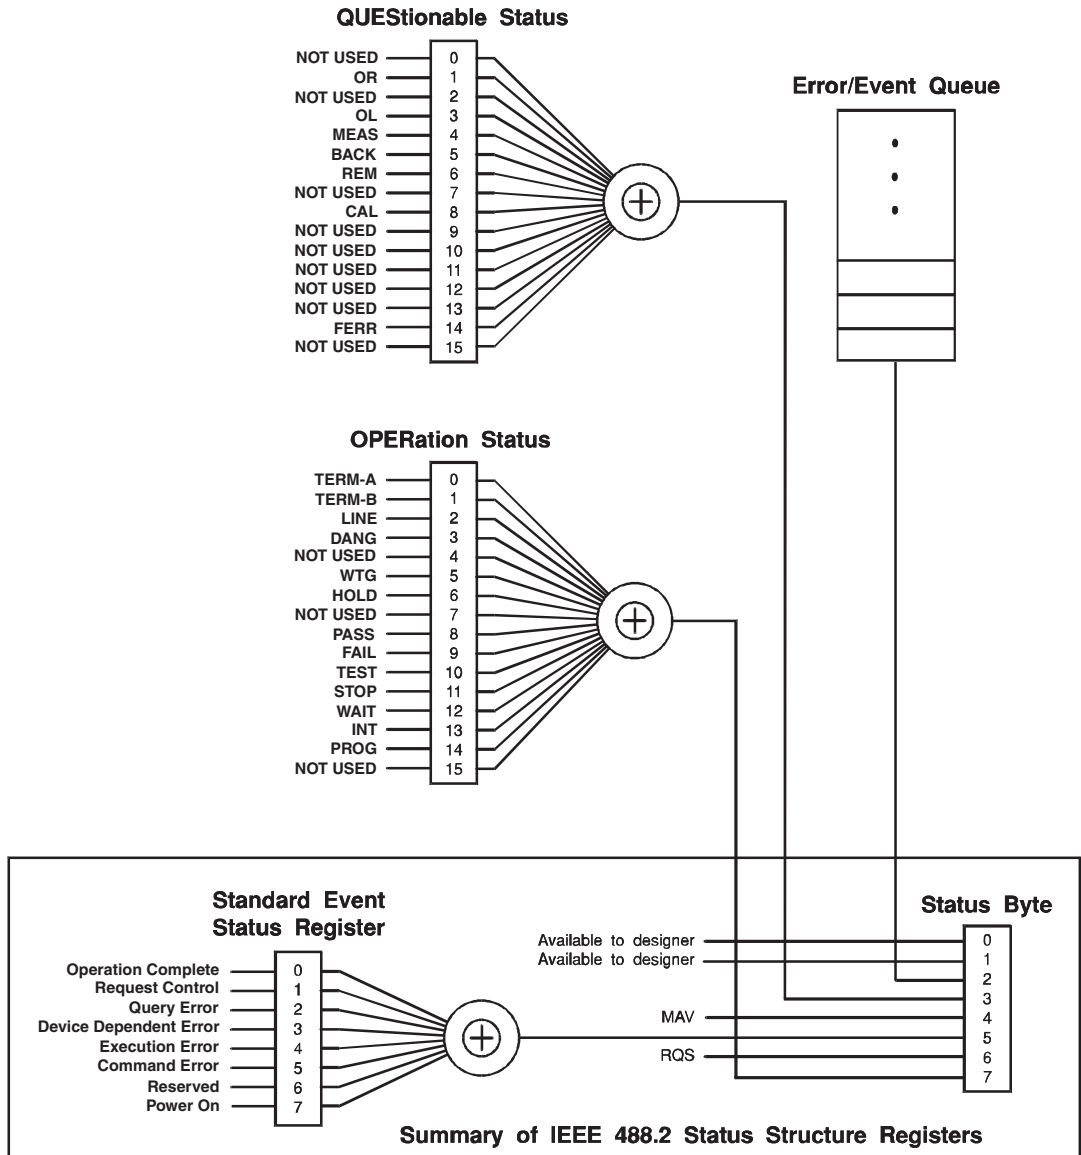 QUEStionable Status
NOT USED 0
OR 1
NOT USED 2
OL 3
MEAS 4
BACK 5
REM 6
NOT USED 7
CAL 8
NOT USED 9
NOT USED 10
NOT USED 11
NOT USED 12
NOT USED 13
FERR 14
NOT USED 15
+
Error/Event Queue
OPERation Status
TERM-A 0
TERM-B 1
LINE 2
DANG 3
NOT USED 4
WTG 5
HOLD 6
NOT USED 7
PASS 8
FAIL 9
TEST 10
STOP 11
WAIT 12
INT 13
PROG 14
NOT USED 15
+
Standard Event
Status Register
Operation Complete 0
Request Control 1
Query Error 2
Device Dependent Error 3
Execution Error 4
Command Error 5
Reserved 6
Power On 7
+
Status Byte
Available to designer 0
Available to designer 1
2
3
MAV 4
5
RQS 6
7
Summary of IEEE 488.2 Status Structure Registers